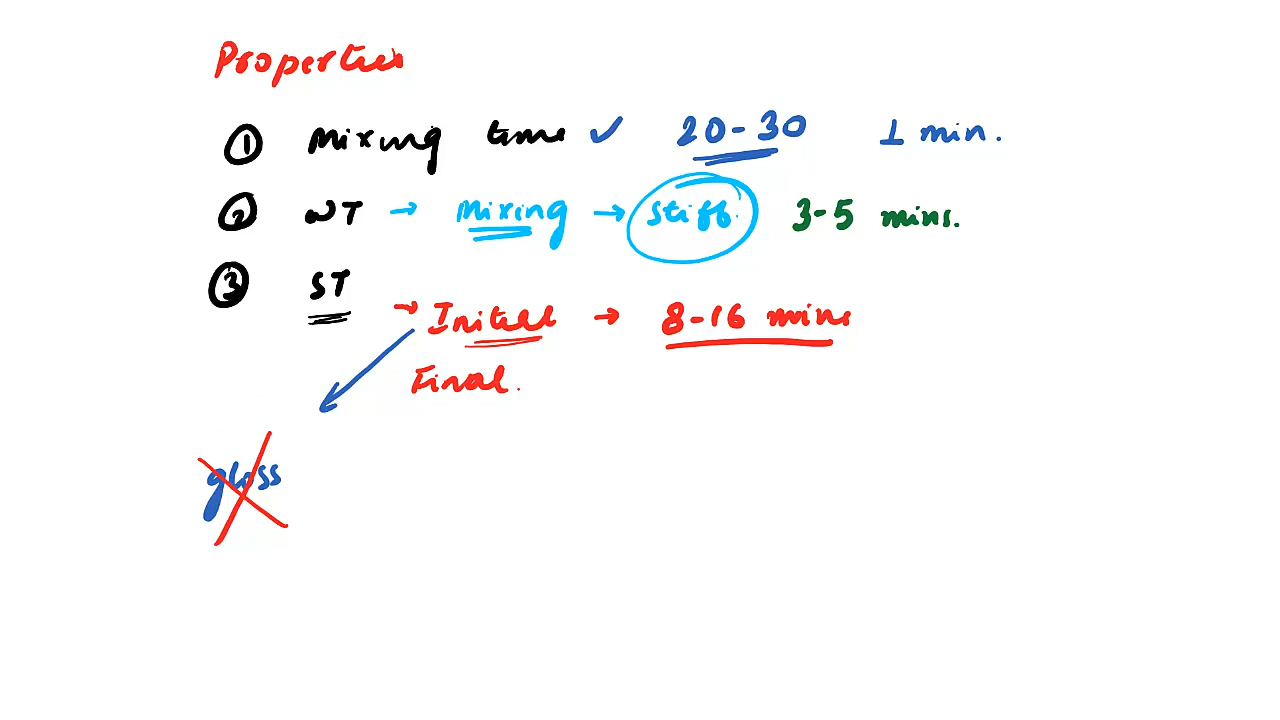 Properties
① Mixing time ✓ 20-30 1 min.
② WT → Mixing → stiff. 3-5 mins.
③ ST
→ Initial → 8-16 mins
Final.
gloss